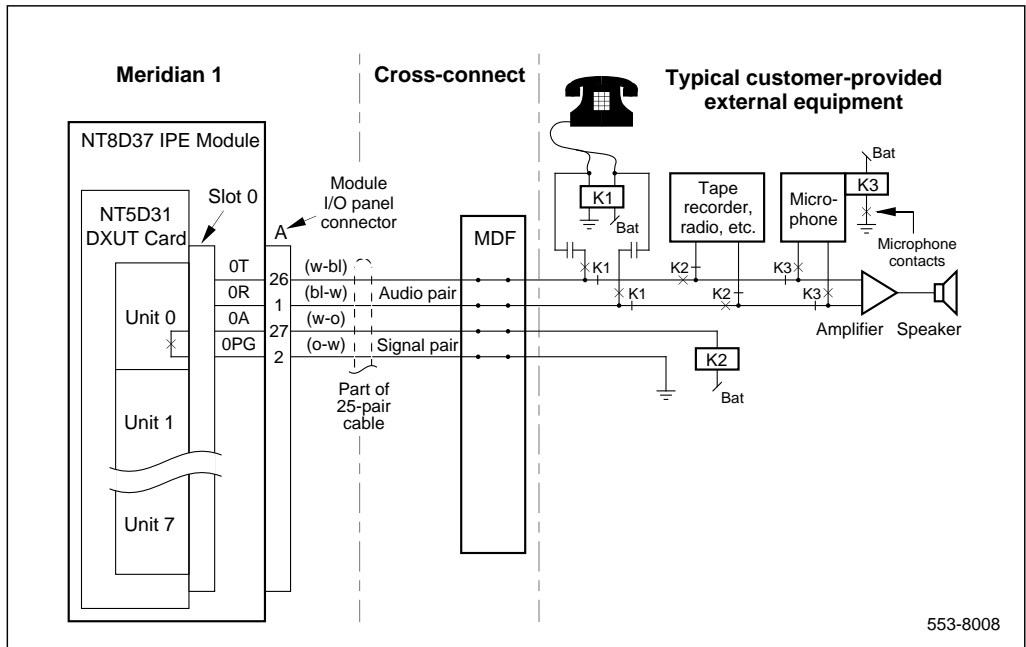 Meridian 1
Cross-connect
Typical customer-provided
external equipment
NT8D37 IPE Module
Slot 0
NT5D31
DXUT Card
Module
I/O panel
connector
A
MDF
K1
Bat
Tape
recorder,
radio, etc.
Micro-
phone
Bat
K3
Microphone
contacts
Unit 0
Unit 1
Unit 7
0T
0R
0A
0PG
26
1
27
2
(w-bl)
(bl-w)
(w-o)
(o-w)
Audio pair
Signal pair
Part of
25-pair
cable
K1
K1
K2
K2
K3
K3
Amplifier
Speaker
K2
Bat
553-8008